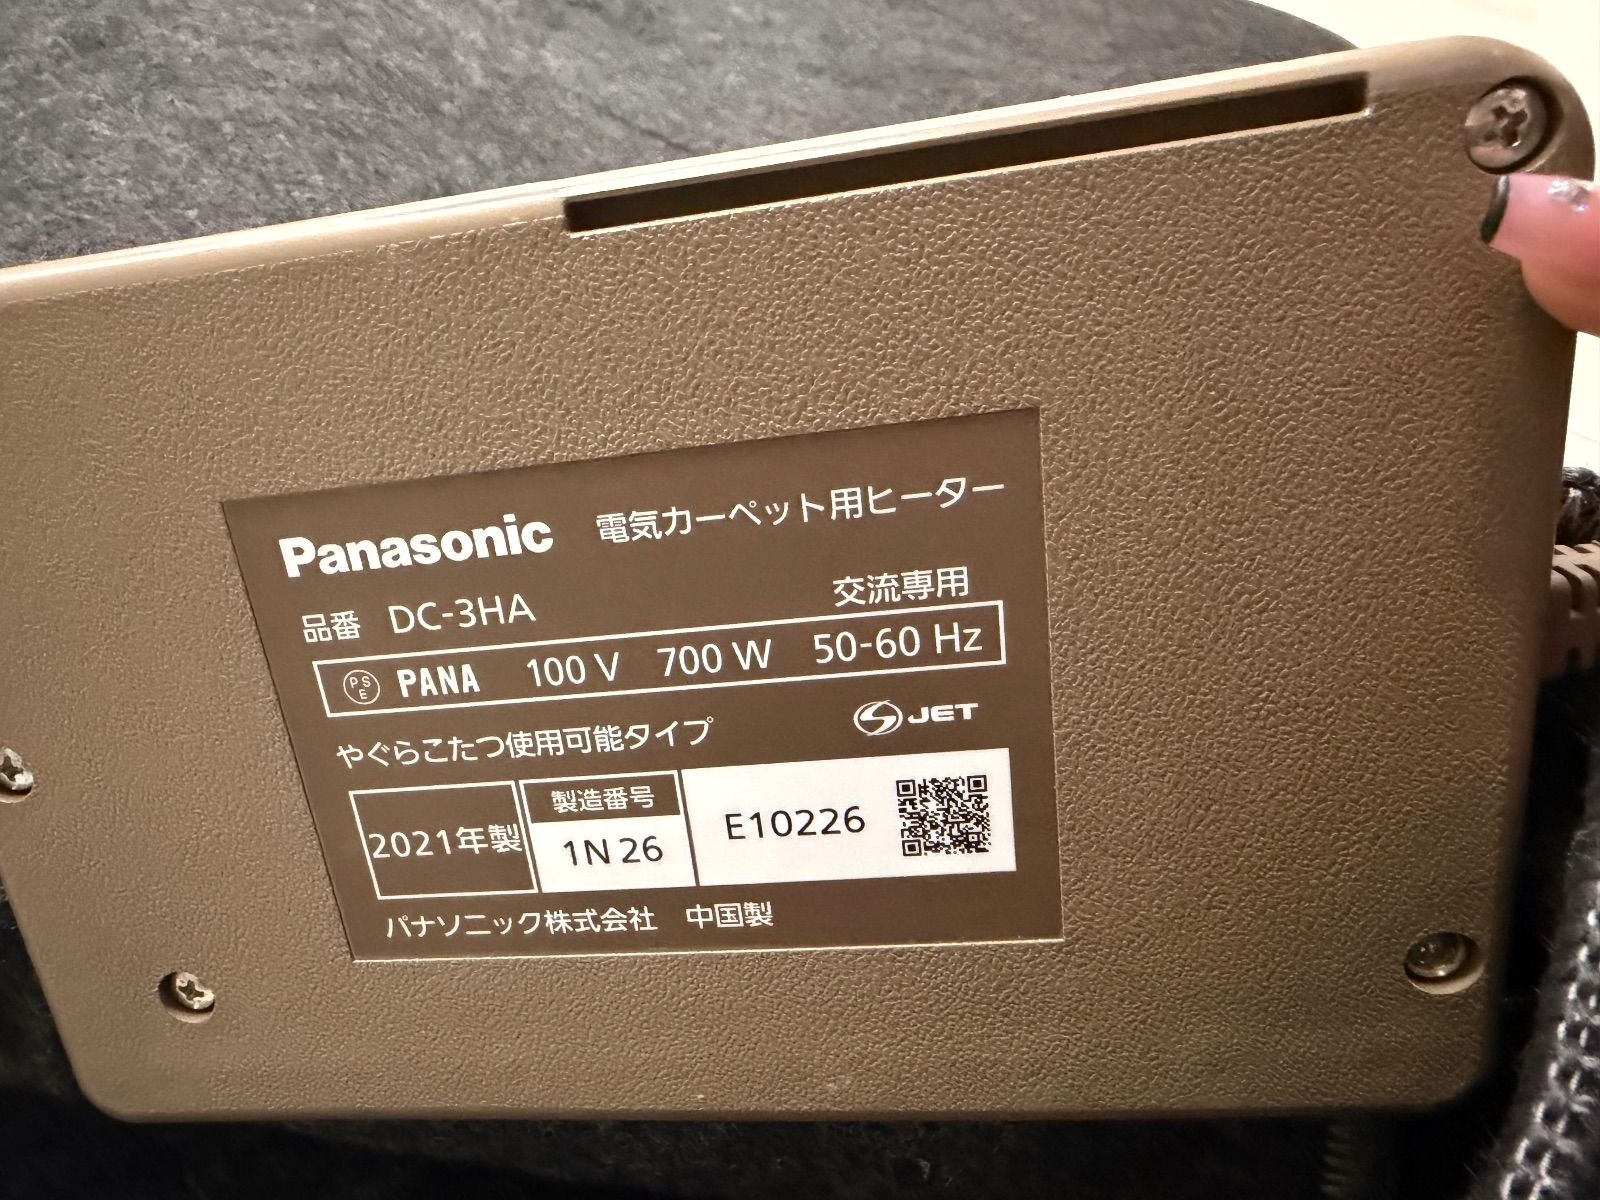 Panasonic 電気カーペット用ヒーター
品番 DC-3HA 交流専用
PSE PANA 100 V 700 W 50-60 Hz
やぐらこたつ使用可能タイプ S JET
2021年製 製造番号 1N 26 E10226
パナソニック株式会社 中国製